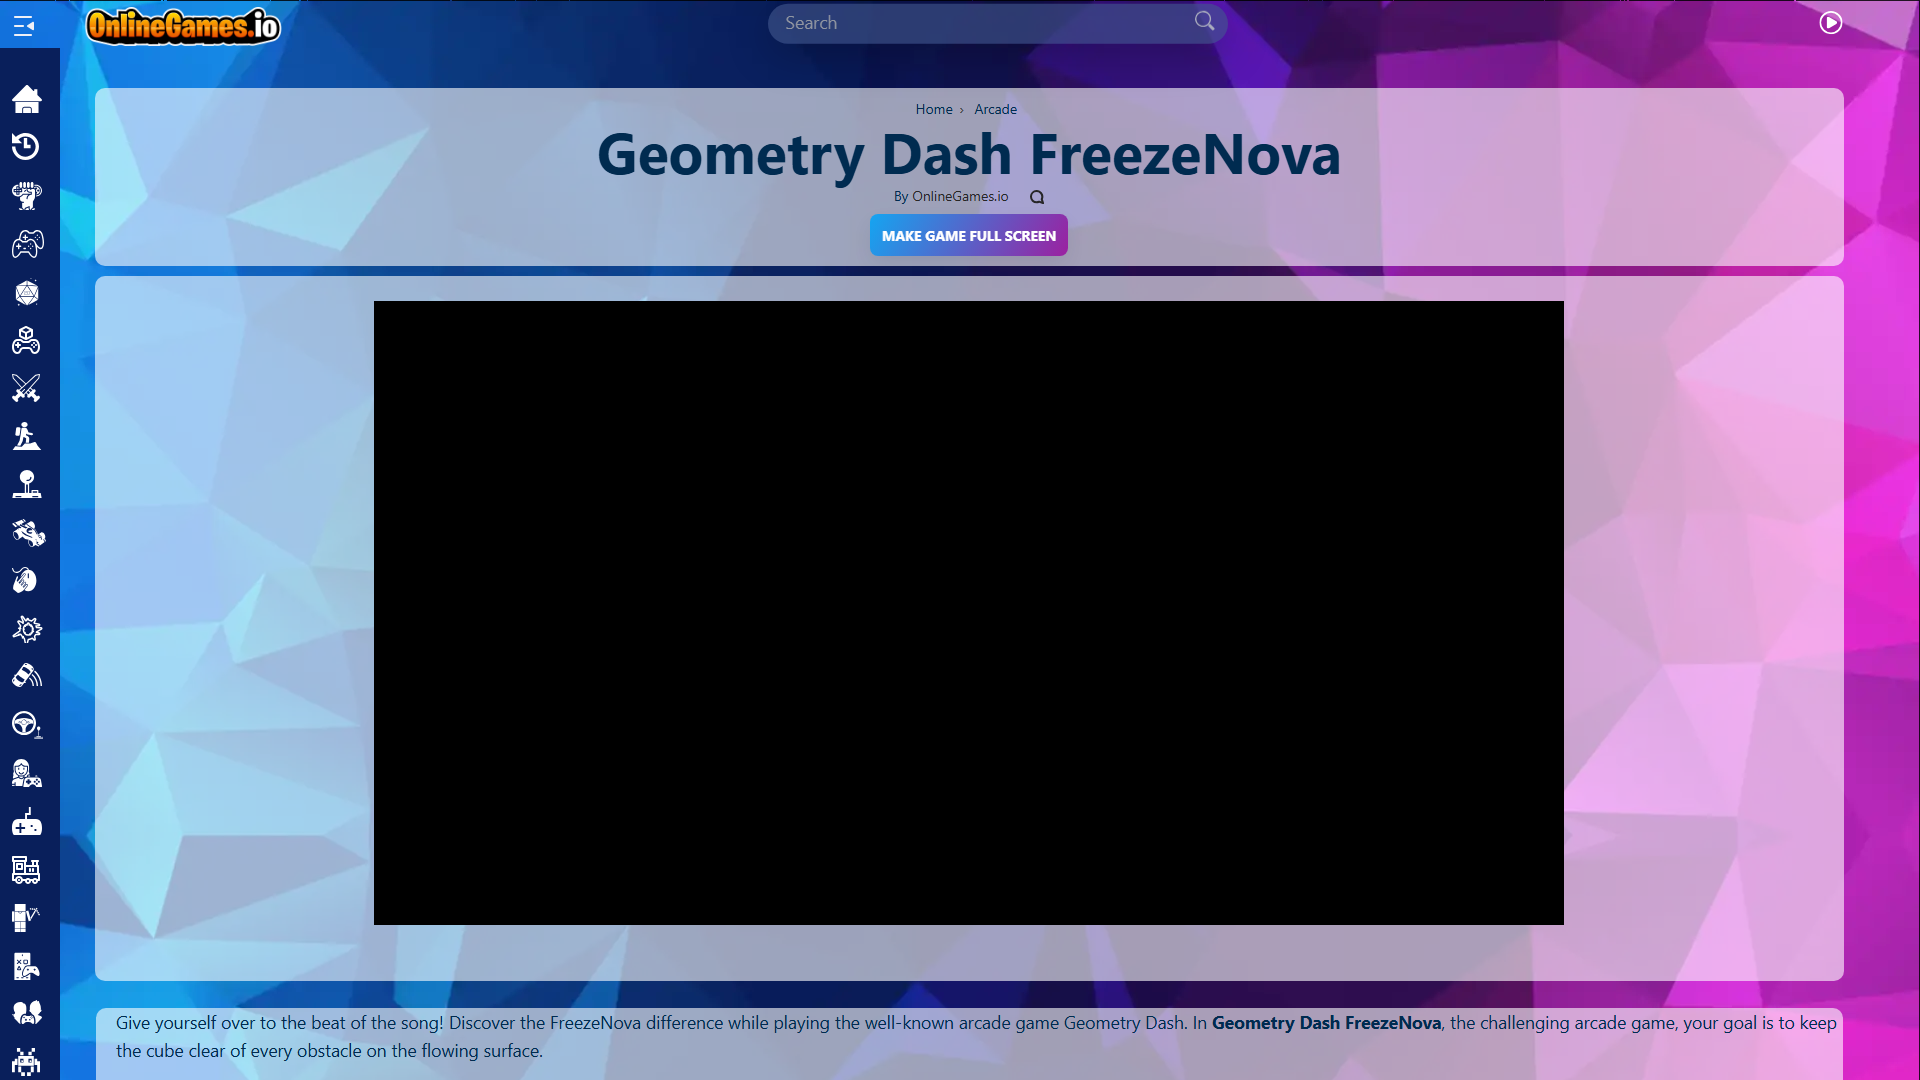 OnlineGames.io
Search
Home › Arcade
Geometry Dash FreezeNova
By OnlineGames.io
MAKE GAME FULL SCREEN
Give yourself over to the beat of the song! Discover the FreezeNova difference while playing the well-known arcade game Geometry Dash. In Geometry Dash FreezeNova, the challenging arcade game, your goal is to keep
the cube clear of every obstacle on the flowing surface.